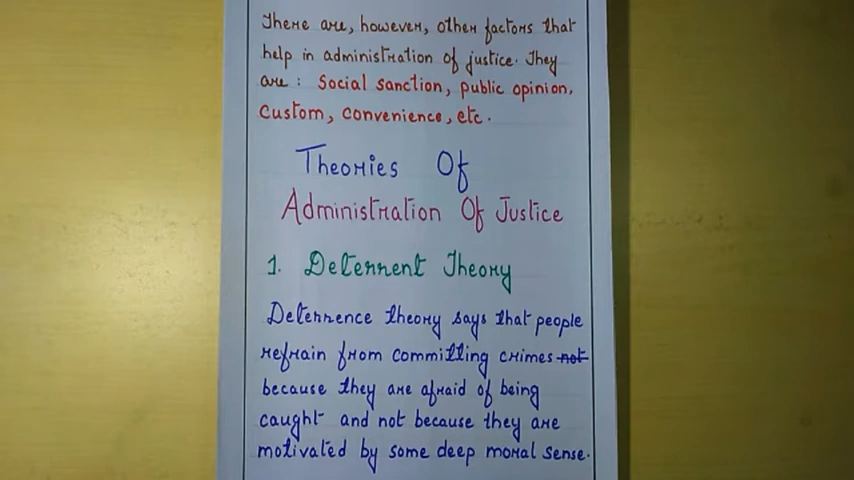 There are, however, other factors that
help in administration of justice. They
are: Social sanction, public opinion,
Custom, convenience, etc.
Theories Of
Administration Of Justice
1. Deterrent Theory
Deterrence theory says that people
refrain from committing crimes not
because they are afraid of being
caught and not because they are
motivated by some deep moral sense.